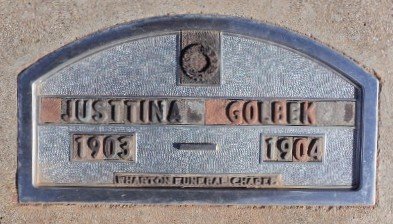 JUSTTINA GOLBEK
1903 — 1904
WHARTON FUNERAL CHAPEL